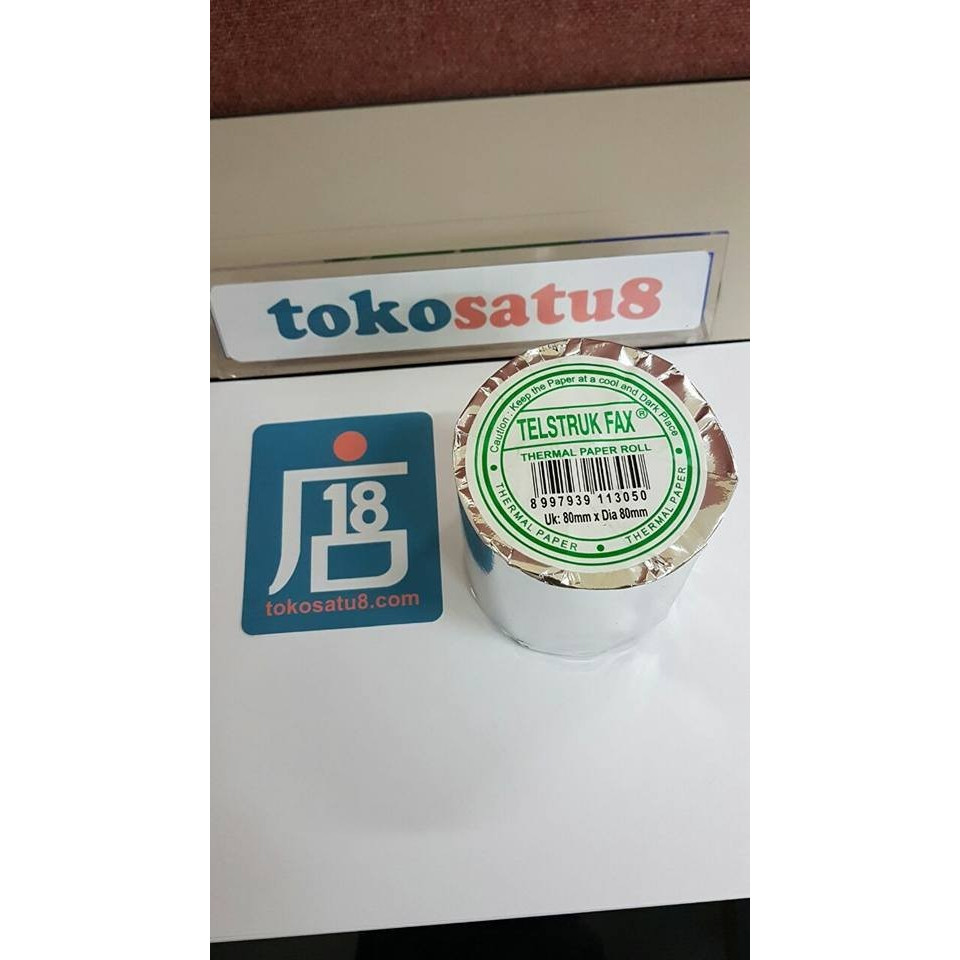 tokosatu8
18
tokosatu8.com
Caution : Keep the Paper at a cool and Dark Place
TELSTRUK FAX ®
THERMAL PAPER ROLL
8 997939 113050
Uk: 80mm x Dia 80mm
THERMAL PAPER • THERMAL PAPER